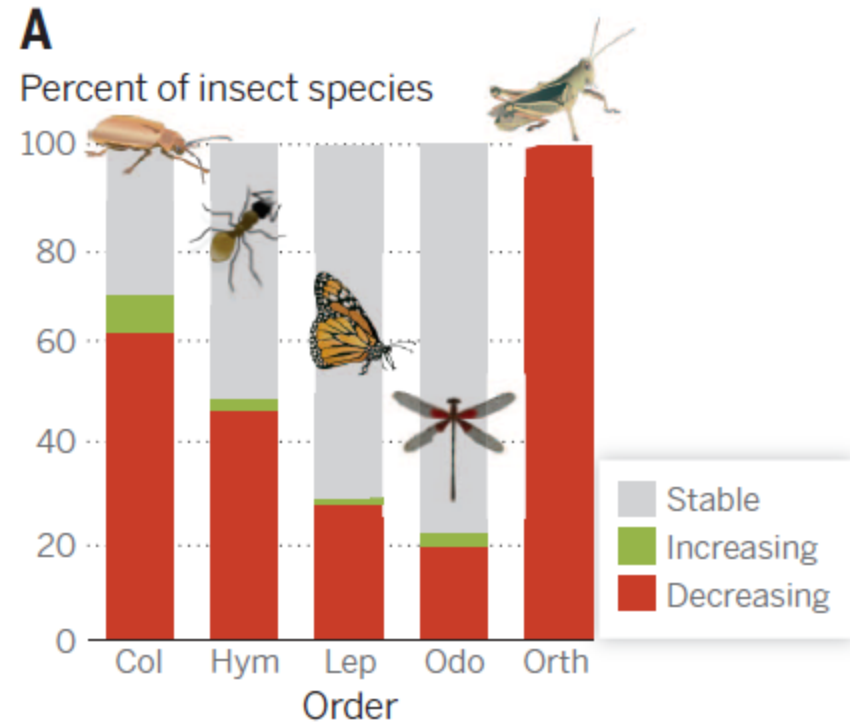 A
Percent of insect species
100
80
60
40
20
0
Col Hym Lep Odo Orth
Order
Stable
Increasing
Decreasing